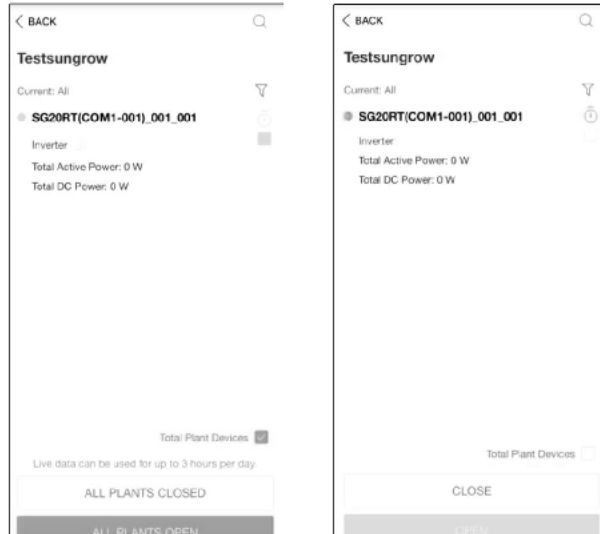 BACK
Testsungrow
Current: All
SG20RT(COM1-001)_001_001
Inverter
Total Active Power: 0 W
Total DC Power: 0 W
Total Plant Devices
Live data can be used for up to 3 hours per day.
ALL PLANTS CLOSED
ALL PLANTS OPEN
BACK
Testsungrow
Current: All
SG20RT(COM1-001)_001_001
Inverter
Total Active Power: 0 W
Total DC Power: 0 W
Total Plant Devices
CLOSE
OPEN